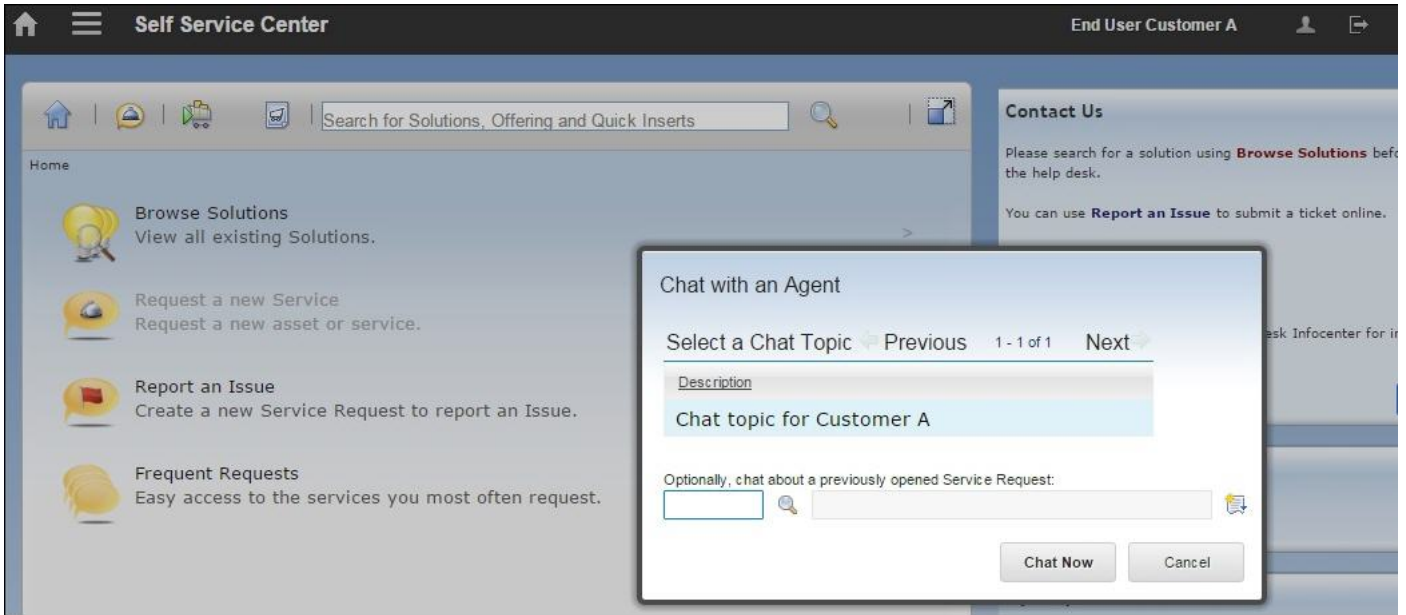 Self Service Center
End User Customer A
Search for Solutions, Offering and Quick Inserts
Home
Browse Solutions
View all existing Solutions.
>
Request a new Service
Request a new asset or service.
Report an Issue
Create a new Service Request to report an Issue.
Frequent Requests
Easy access to the services you most often request.
Contact Us
Please search for a solution using Browse Solutions
the help desk.
You can use Report an Issue to submit a ticket online.
Infocenter for
Chat with an Agent
Select a Chat Topic Previous 1 - 1 of 1 Next
Description
Chat topic for Customer A
Optionally, chat about a previously opened Service Request:
Chat Now Cancel